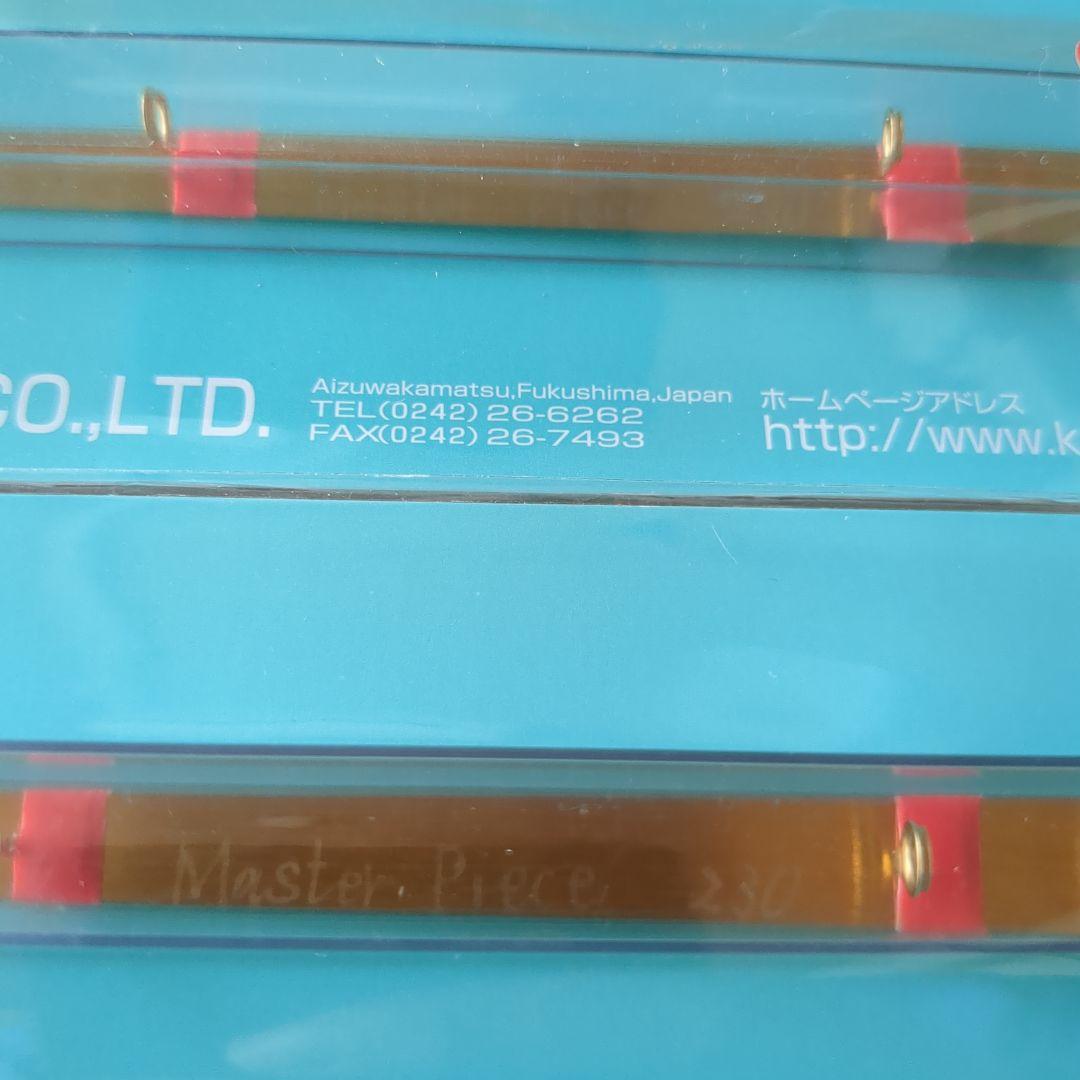 CO.,LTD.
Aizuwakamatsu,Fukushima,Japan
TEL(0242)26-6262
FAX(0242)26-7493
ホームページアドレス
http://www.k
Master Piece 230